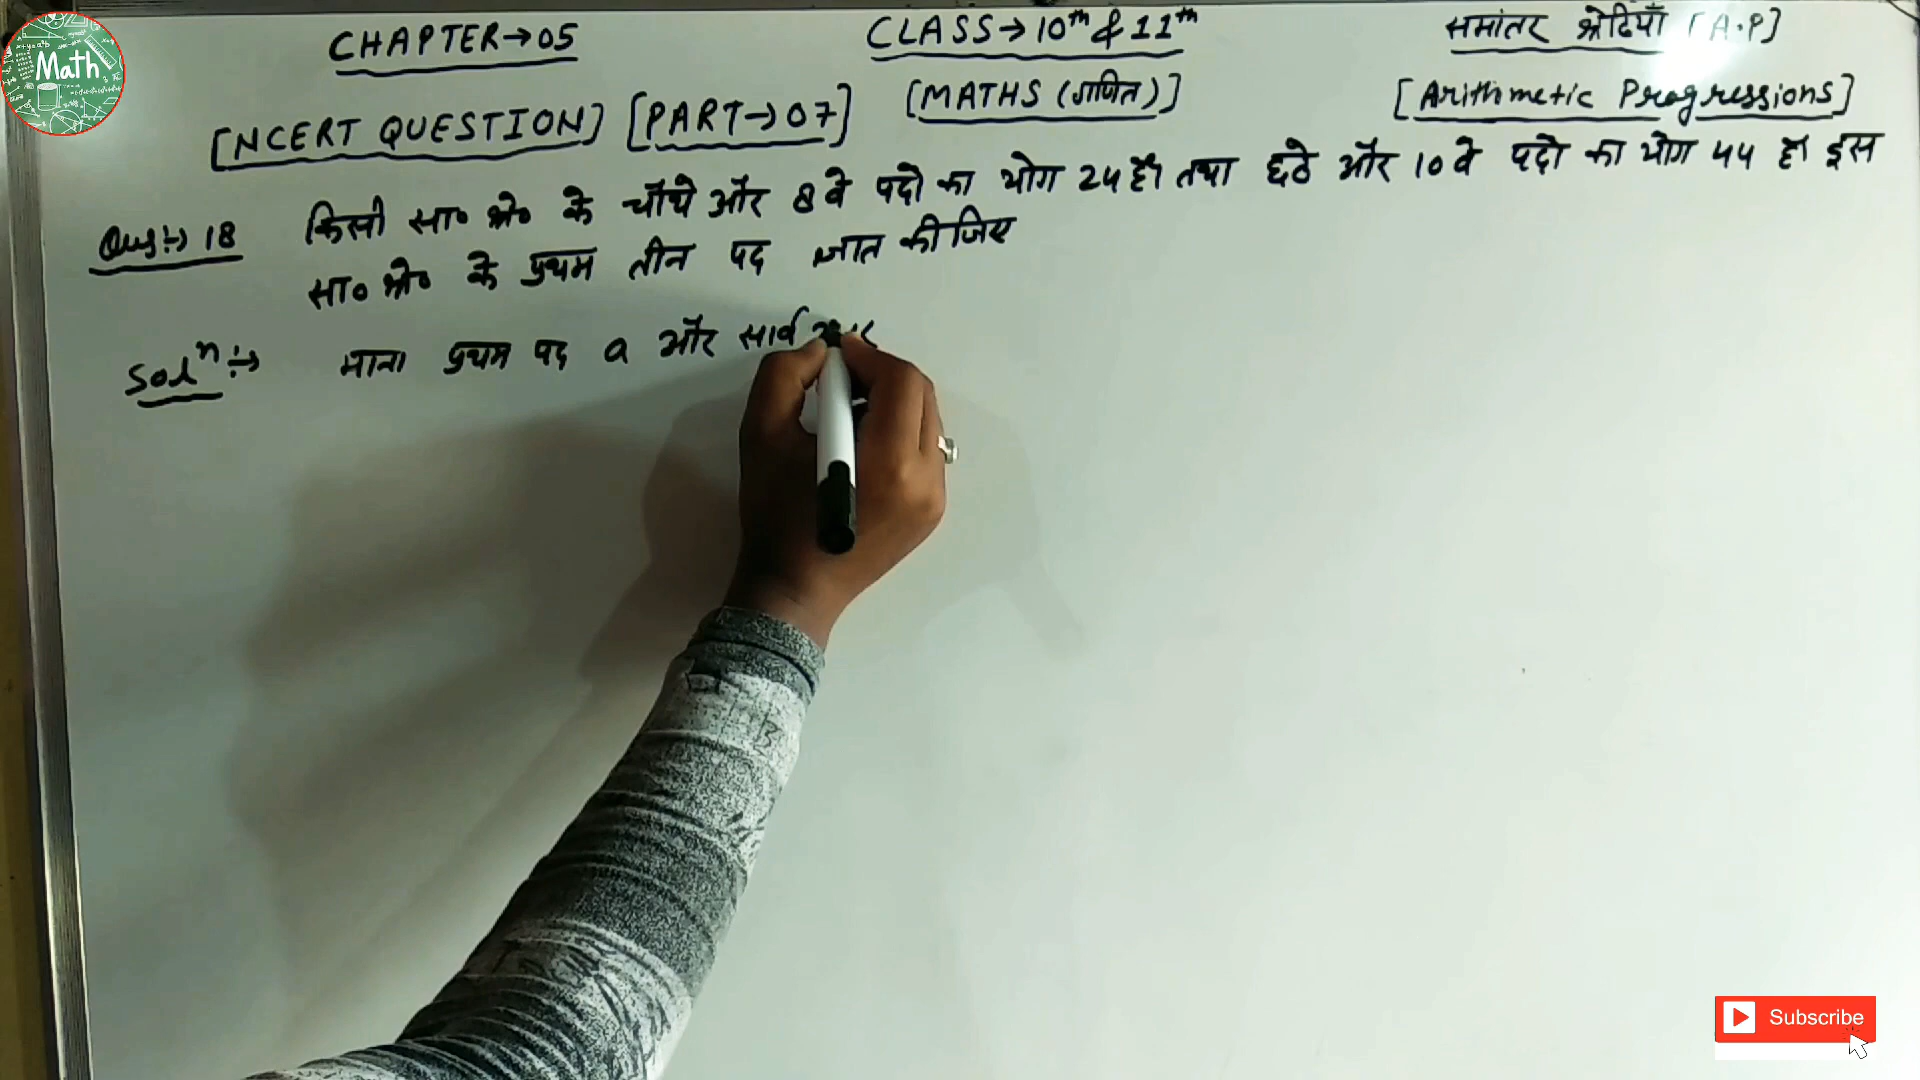 Math
CHAPTER→05
CLASS→10th & 11th
समांतर श्रेढियाँ [A.P]
[NCERT QUESTION] [PART→07]
[MATHS (गणित)]
[Arithmetic Progressions]
Ques:→ 18 किसी सा० श्रे० के चौथे और 8 वे पदो का योग 24 है। तथा छठे और 10 वे पदो का योग 44 है। इस
सा० श्रे० के प्रथम तीन पद ज्ञात कीजिए
Solⁿ:→ माना प्रथम पद a और सार्व
Subscribe